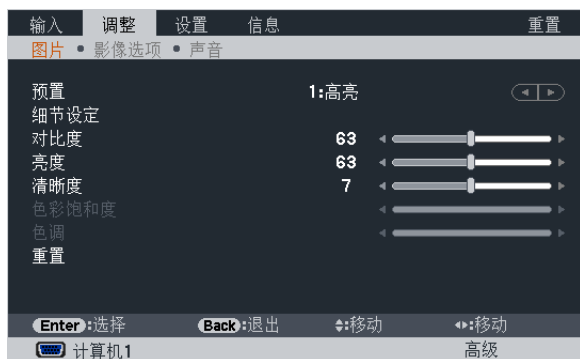 输入 调整 设置 信息 重置
图片 • 影像选项 • 声音
预置 1:高亮
细节设定
对比度 63
亮度 63
清晰度 7
色彩饱和度
色调
重置
Enter:选择 Back:退出 :移动 :移动
计算机1 高级